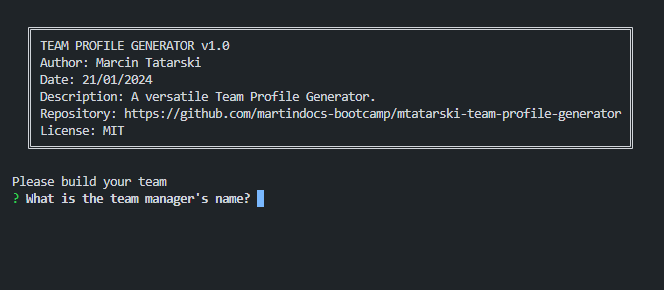 TEAM PROFILE GENERATOR v1.0
Author: Marcin Tatarski
Date: 21/01/2024
Description: A versatile Team Profile Generator.
Repository: https://github.com/martindocs-bootcamp/mtatarski-team-profile-generator
License: MIT
Please build your team
? What is the team manager's name?